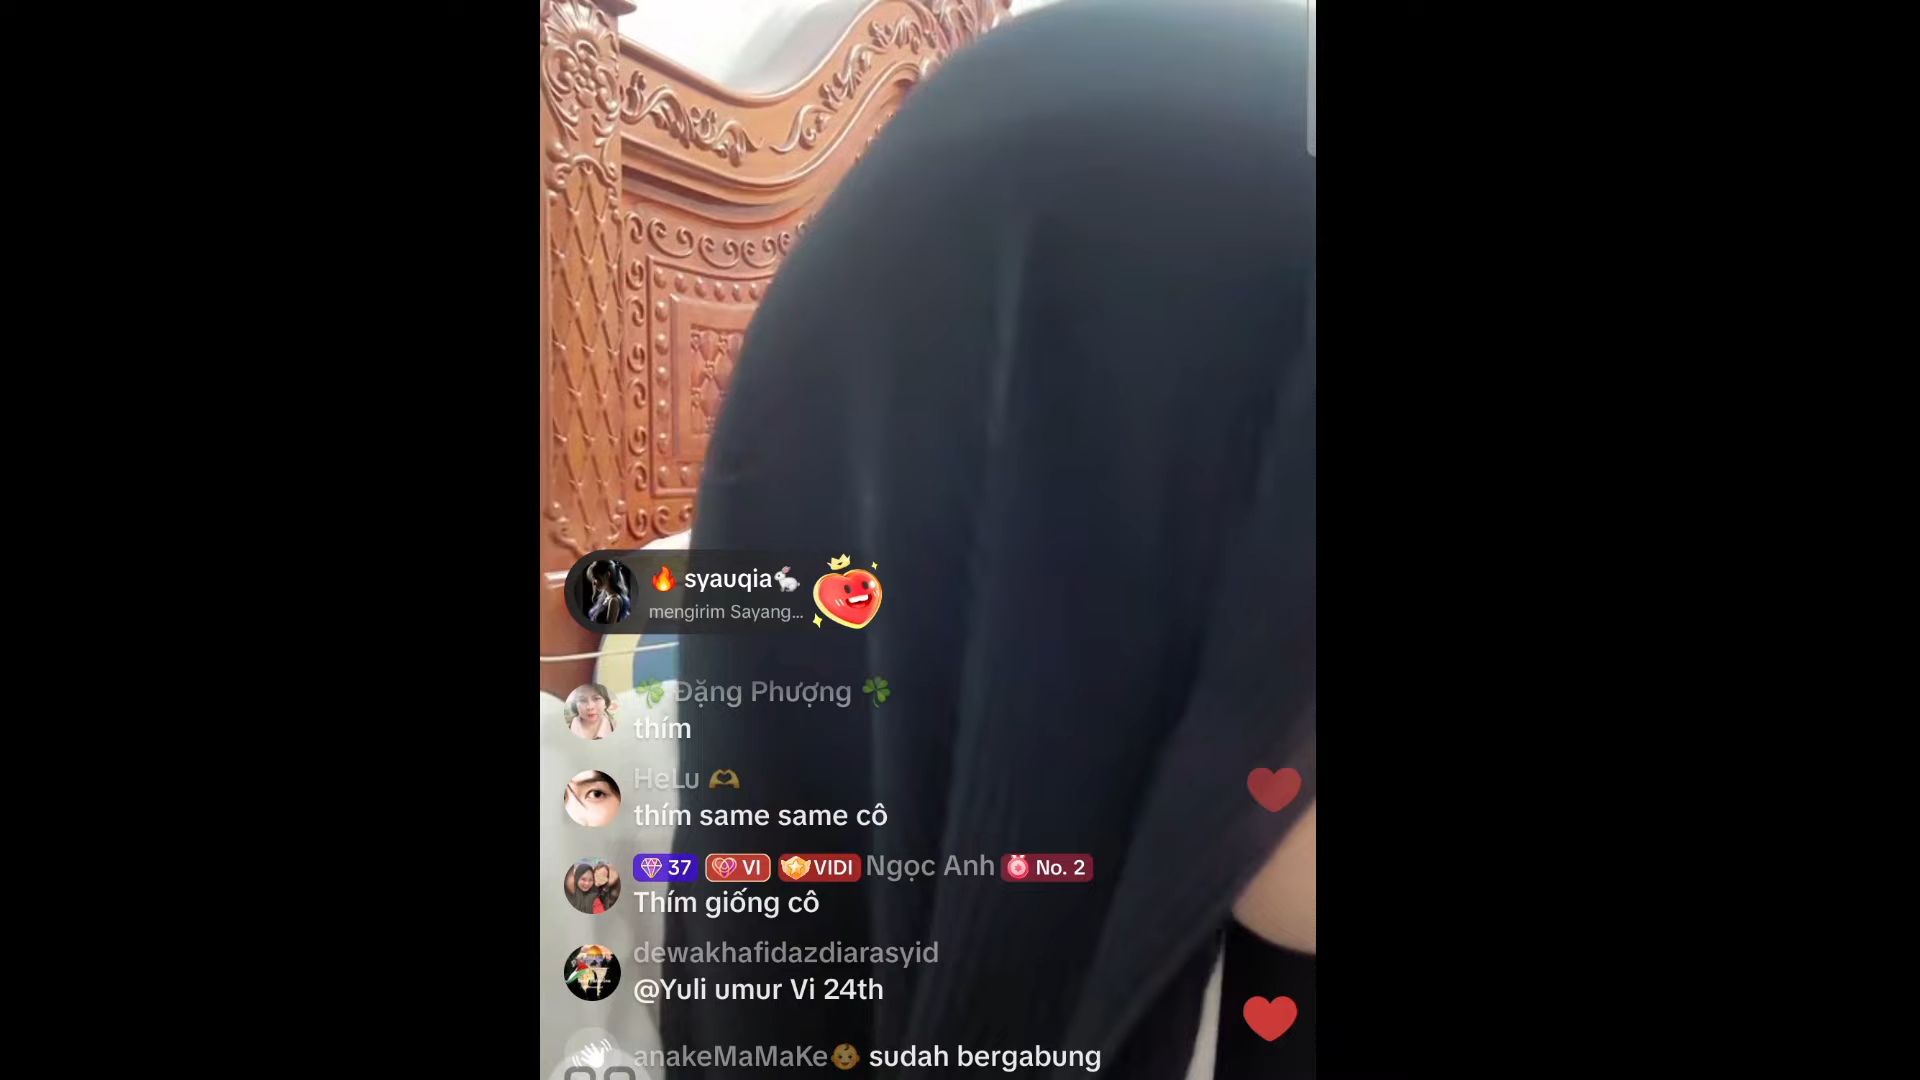 🔥 syauqia🐇
mengirim Sayang...
🍀 Đặng Phượng 🍀
thím
HeLu 🫶
thím same same cô
37 VI VIDI Ngọc Anh No. 2
Thím giống cô
dewakhafidazdiarasyid
@Yuli umur Vi 24th
anakeMaMaKe👶 sudah bergabung